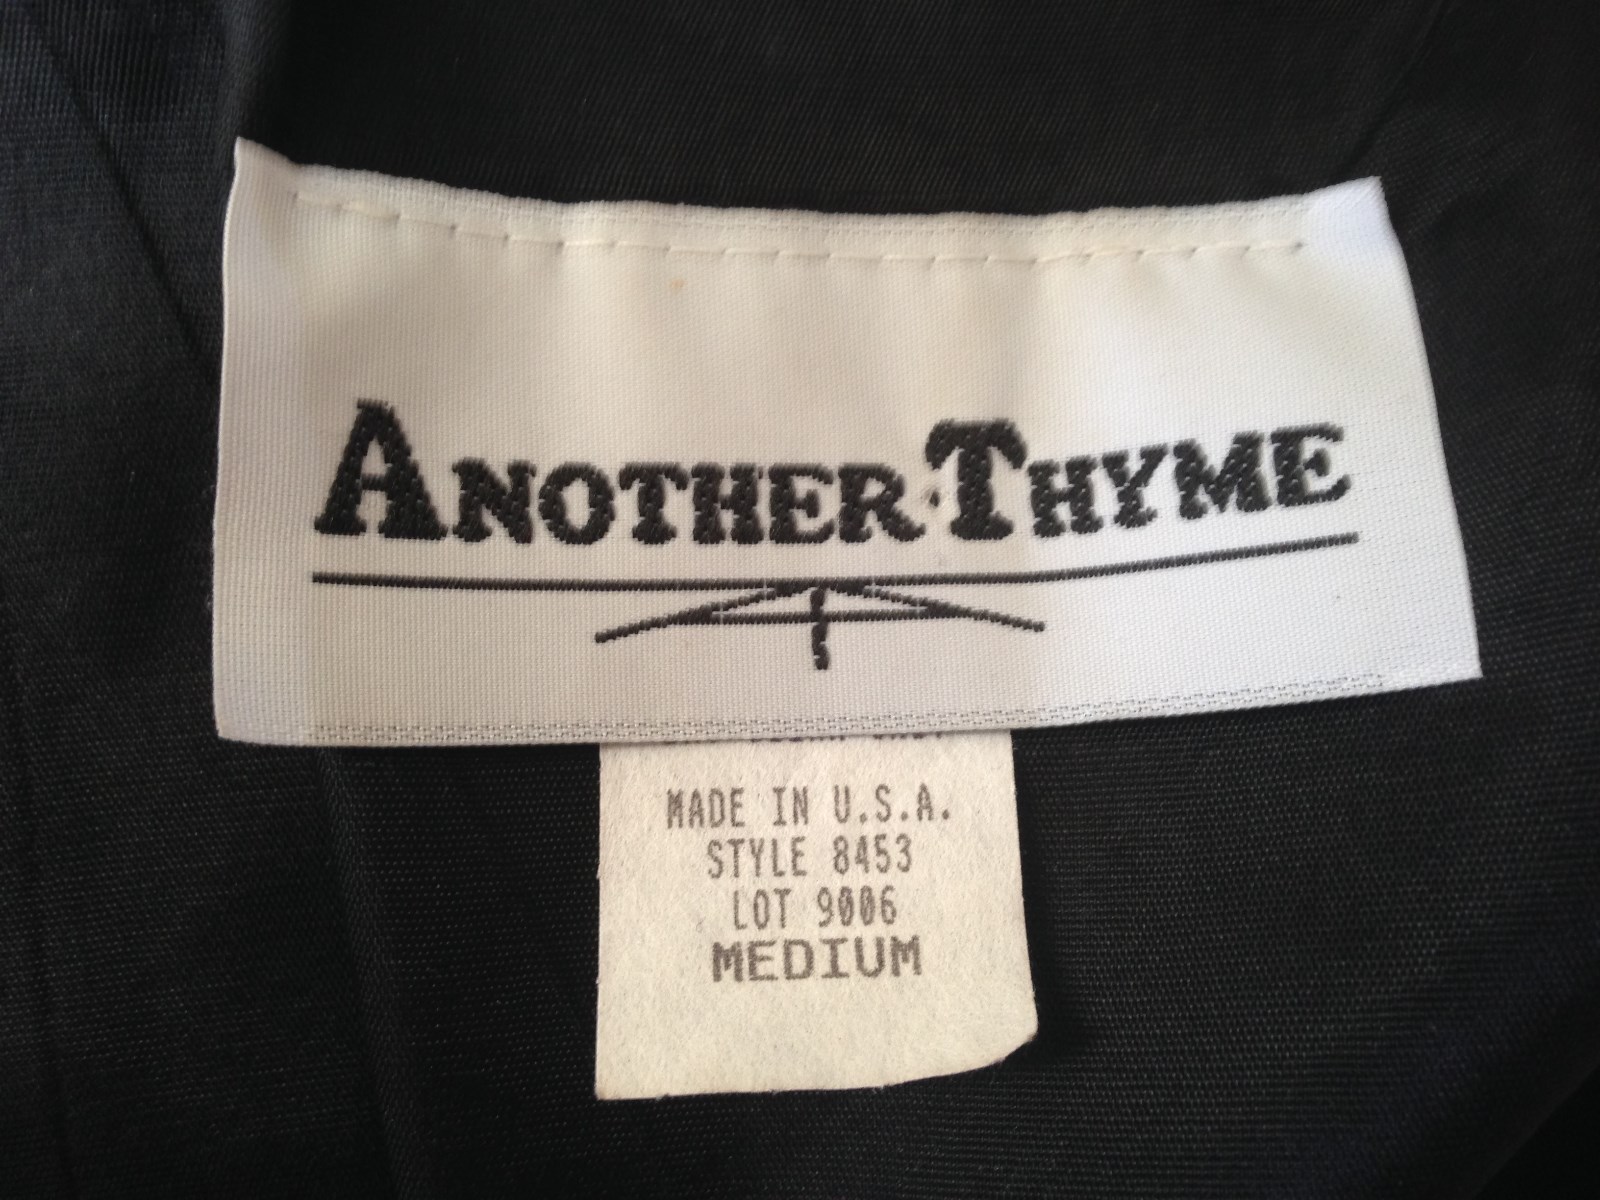 ANOTHER THYME
MADE IN U.S.A.
STYLE 8453
LOT 9006
MEDIUM